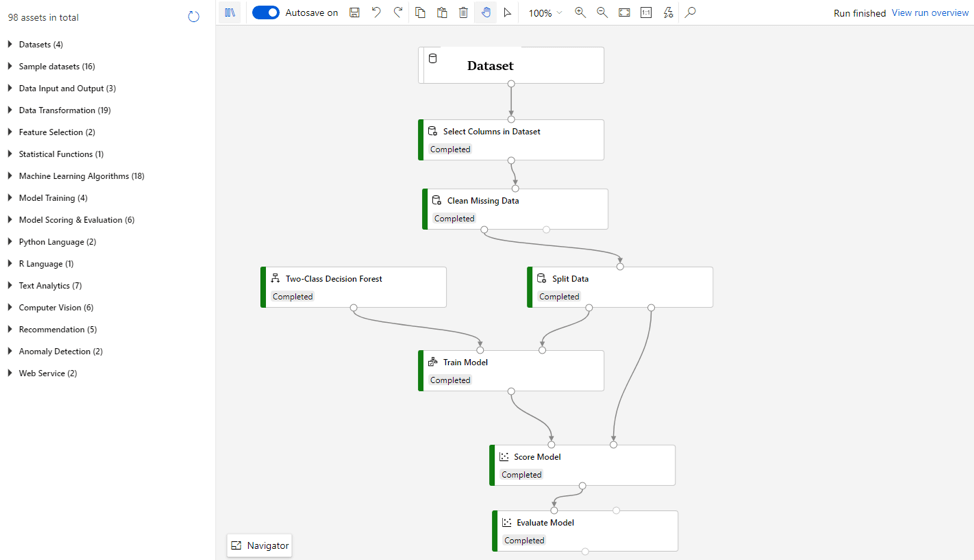 98 assets in total
Autosave on
100%
Run finished View run overview
Datasets (4)
Sample datasets (16)
Data Input and Output (3)
Data Transformation (19)
Feature Selection (2)
Statistical Functions (1)
Machine Learning Algorithms (18)
Model Training (4)
Model Scoring & Evaluation (6)
Python Language (2)
R Language (1)
Text Analytics (7)
Computer Vision (6)
Recommendation (5)
Anomaly Detection (2)
Web Service (2)
Dataset
Select Columns in Dataset
Completed
Clean Missing Data
Completed
Two-Class Decision Forest
Completed
Split Data
Completed
Train Model
Completed
Score Model
Completed
Evaluate Model
Completed
Navigator